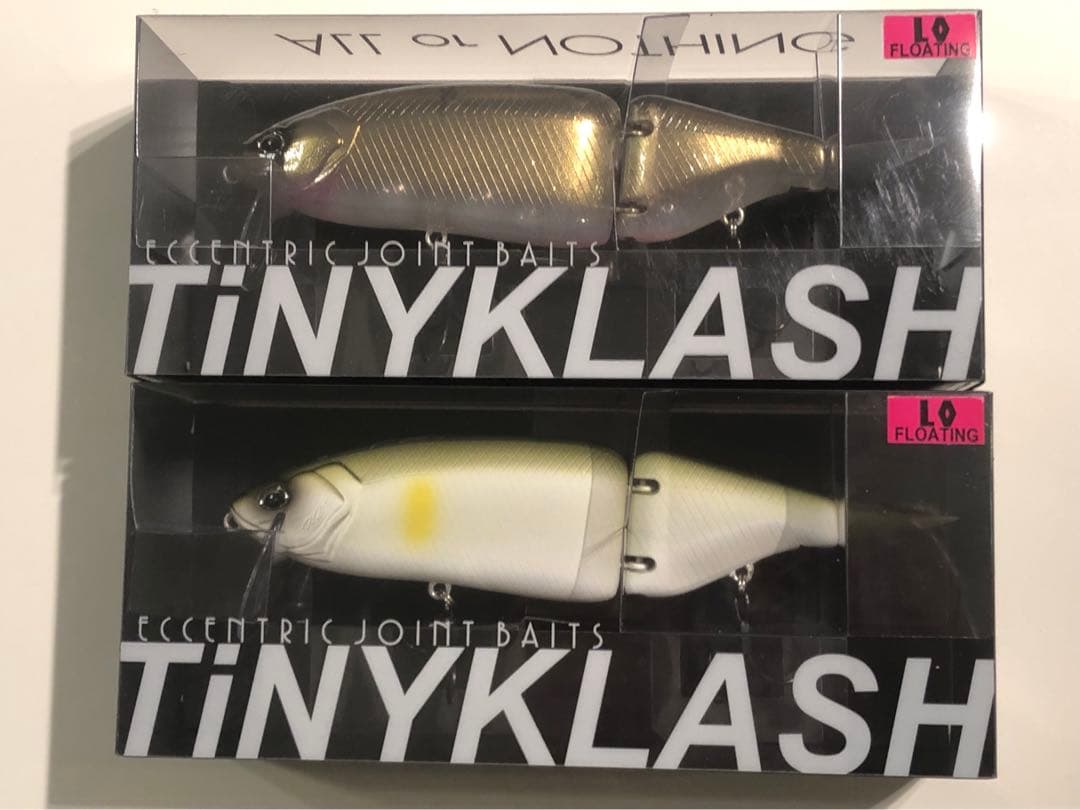 ALL or NOTHING
LO
FLOATING
ECCENTRIC JOINT BAITS
TiNYKLASH
LO
FLOATING
ECCENTRIC JOINT BAITS
TiNYKLASH